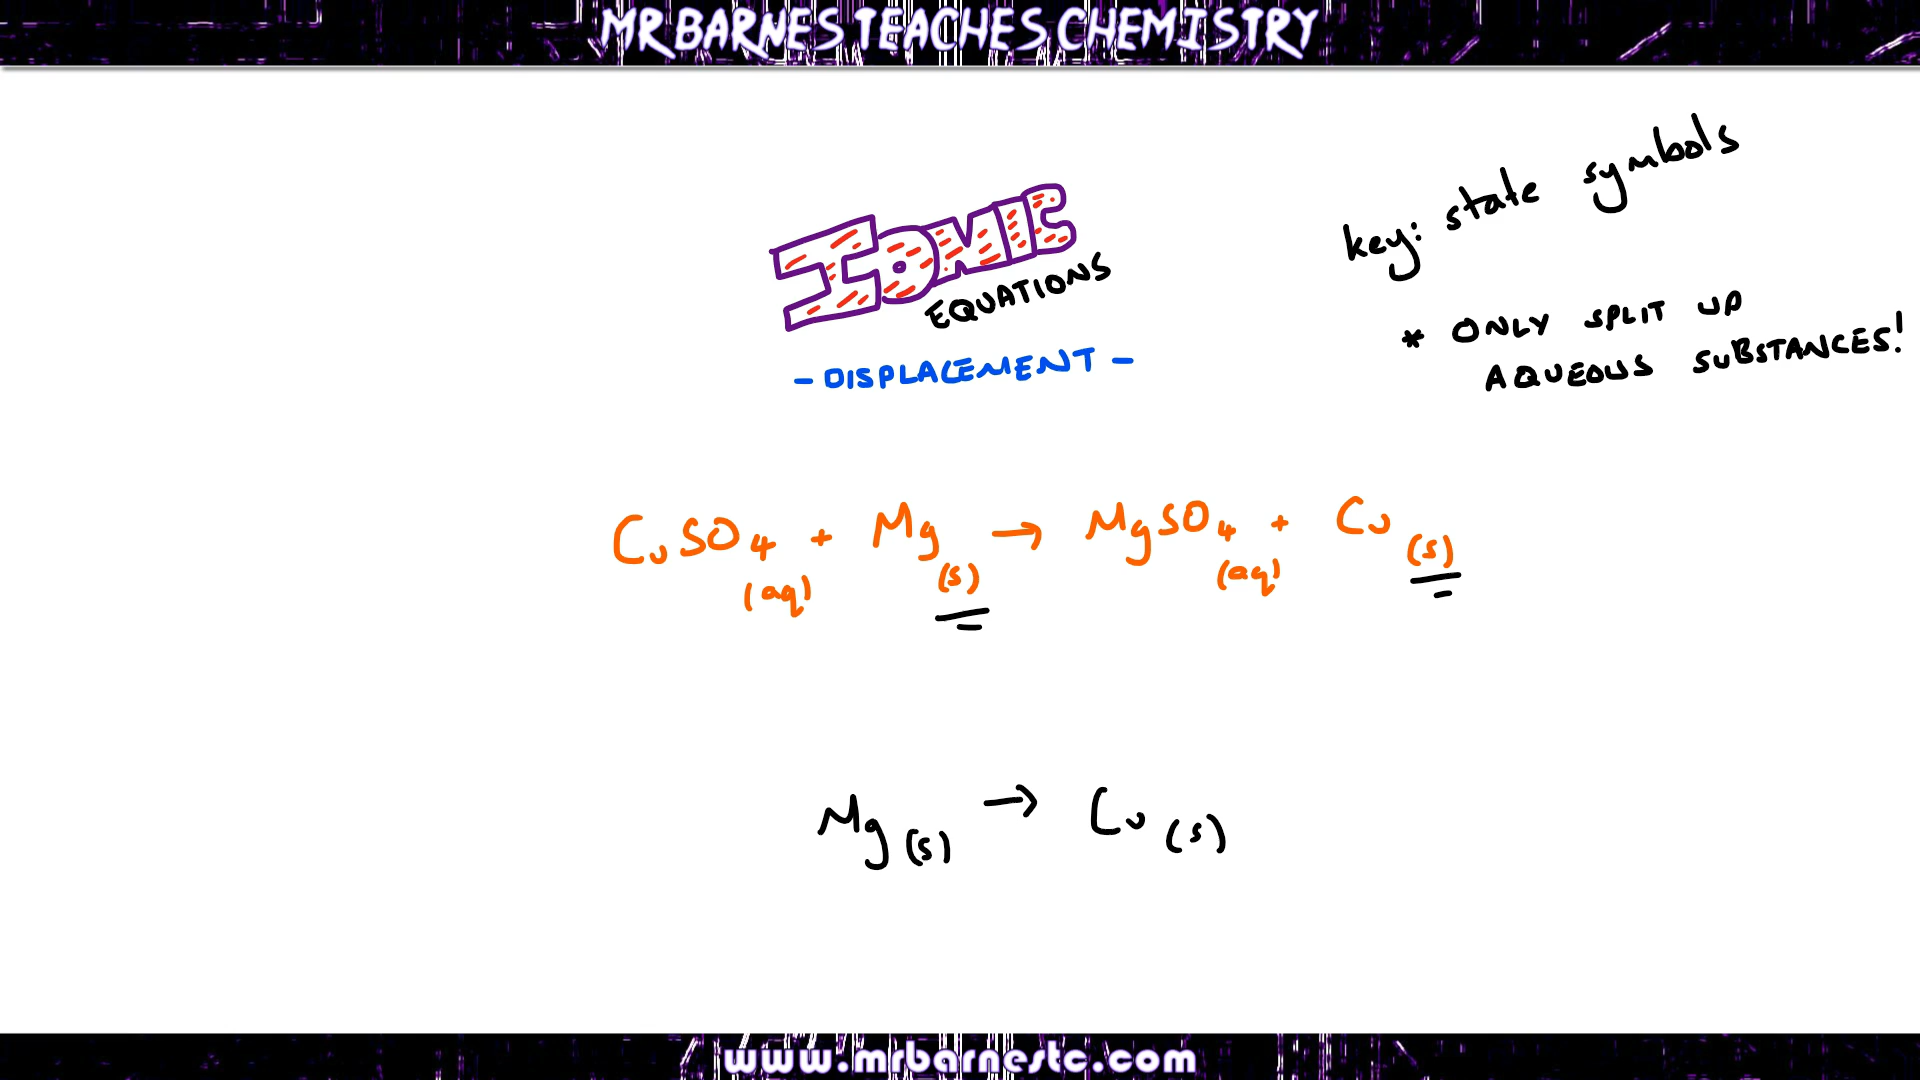 MR BARNES TEACHES CHEMISTRY
IONIC
EQUATIONS
- DISPLACEMENT -
key: state symbols
* ONLY SPLIT UP
AQUEOUS SUBSTANCES!
CuSO4 (aq) + Mg (s) → MgSO4 (aq) + Cu (s)
Mg (s) → Cu (s)
www.mrbarnestc.com